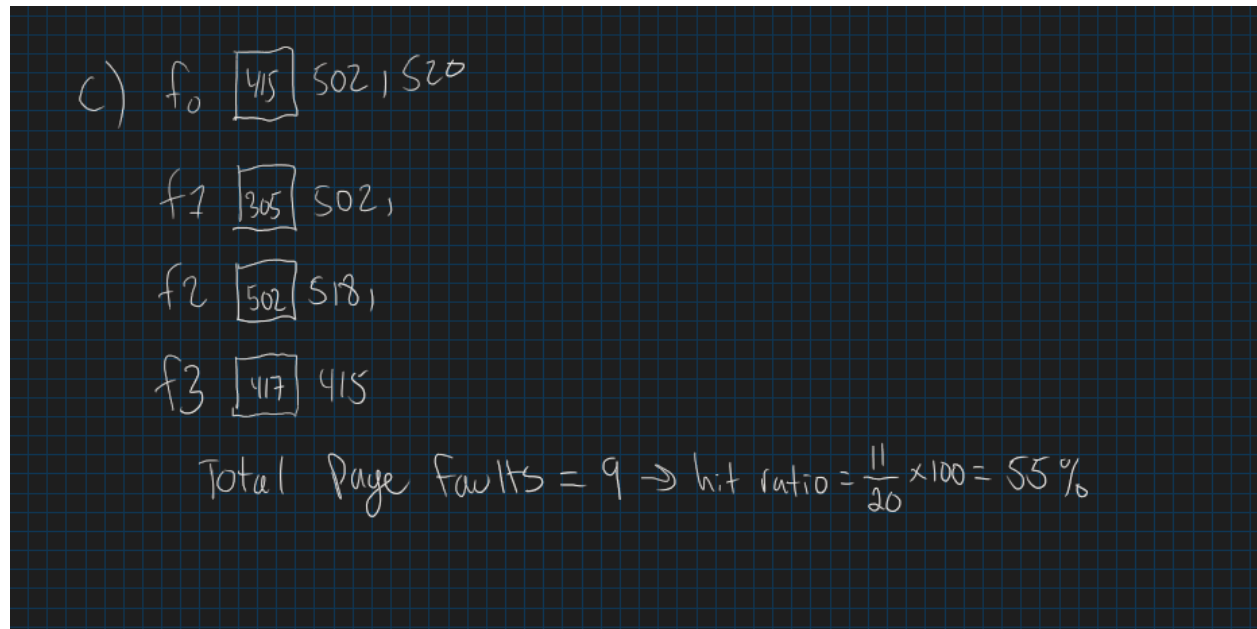 c) f0 415 502, 520
f1 305 502,
f2 502 518,
f3 417 415
Total Page Faults = 9 → hit ratio = 11/20 ×100 = 55%